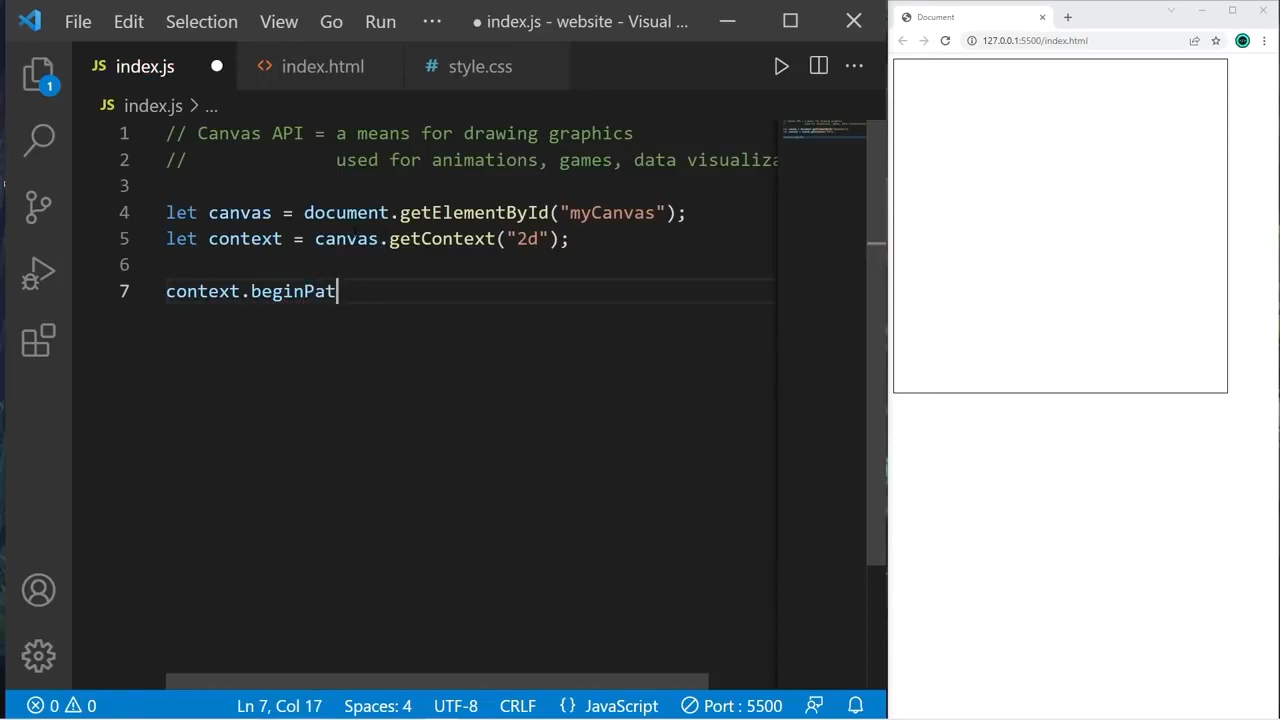 File Edit Selection View Go Run ··· ● index.js - website - Visual ...
JS index.js ● <> index.html # style.css
JS index.js > ...
1 // Canvas API = a means for drawing graphics
2 // used for animations, games, data visualiza
3
4 let canvas = document.getElementById("myCanvas");
5 let context = canvas.getContext("2d");
6
7 context.beginPat
1
0 0 Ln 7, Col 17 Spaces: 4 UTF-8 CRLF {} JavaScript Port : 5500
Document
127.0.0.1:5500/index.html